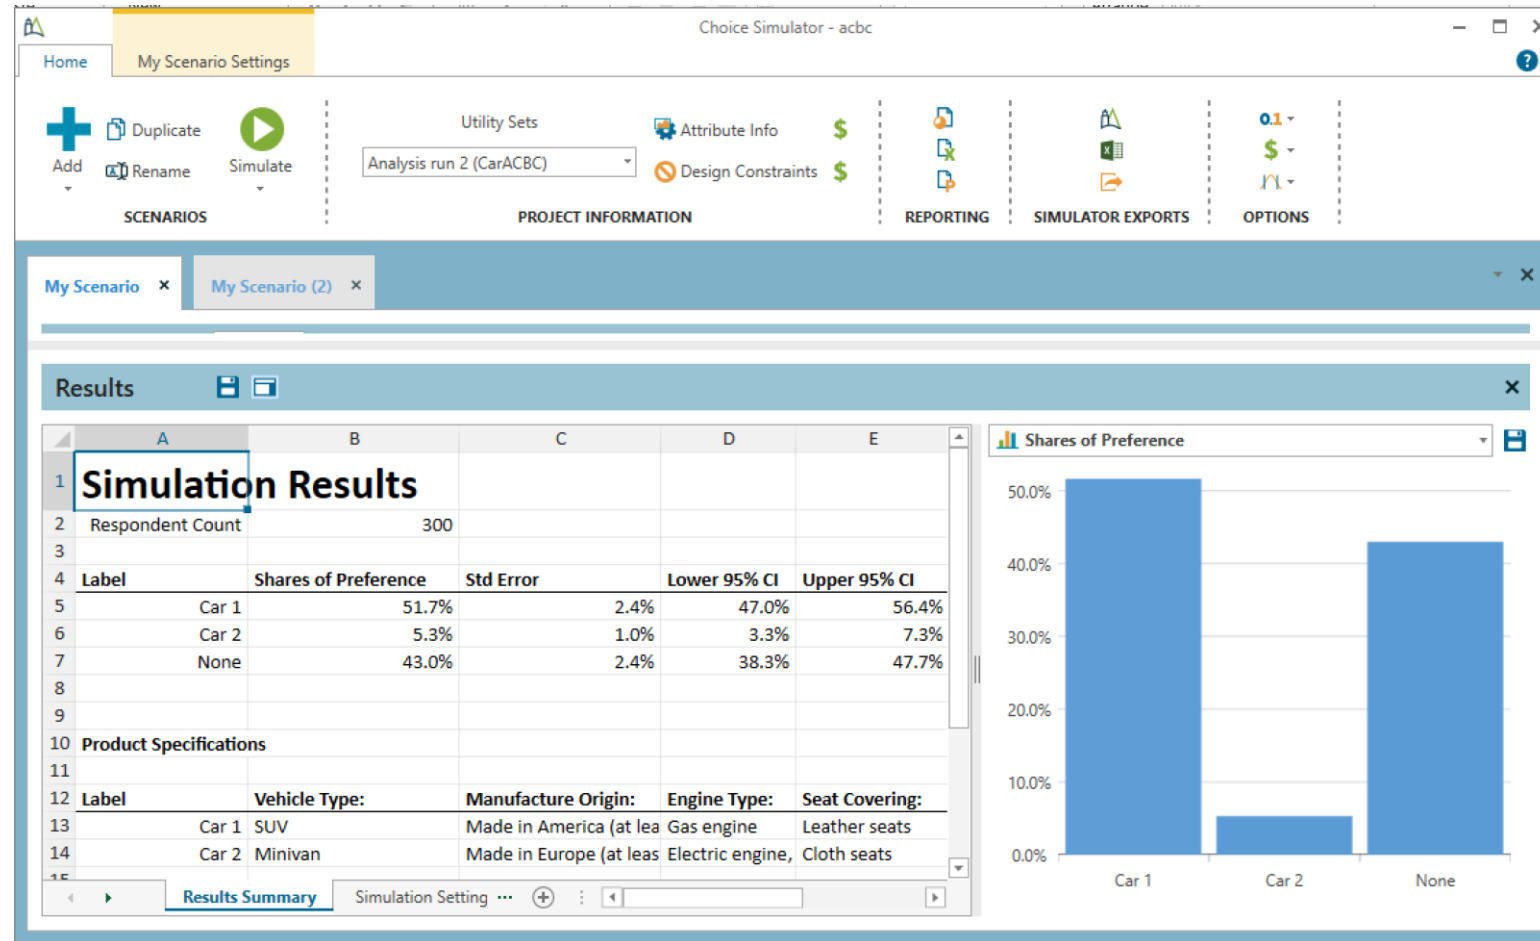 Choice Simulator - acbc
Home My Scenario Settings
Add Duplicate Rename Simulate
SCENARIOS
Utility Sets
Analysis run 2 (CarACBC)
Attribute Info $
Design Constraints $
PROJECT INFORMATION
REPORTING
SIMULATOR EXPORTS
0.1
$
OPTIONS
My Scenario × My Scenario (2) ×
Results
A B C D E
1 Simulation Results
2 Respondent Count 300
3
4 Label Shares of Preference Std Error Lower 95% CI Upper 95% CI
5 Car 1 51.7% 2.4% 47.0% 56.4%
6 Car 2 5.3% 1.0% 3.3% 7.3%
7 None 43.0% 2.4% 38.3% 47.7%
8
9
10 Product Specifications
11
12 Label Vehicle Type: Manufacture Origin: Engine Type: Seat Covering:
13 Car 1 SUV Made in America (at lea Gas engine Leather seats
14 Car 2 Minivan Made in Europe (at leas Electric engine, Cloth seats
15
Results Summary Simulation Setting ...
Shares of Preference
50.0%
40.0%
30.0%
20.0%
10.0%
0.0%
Car 1 Car 2 None